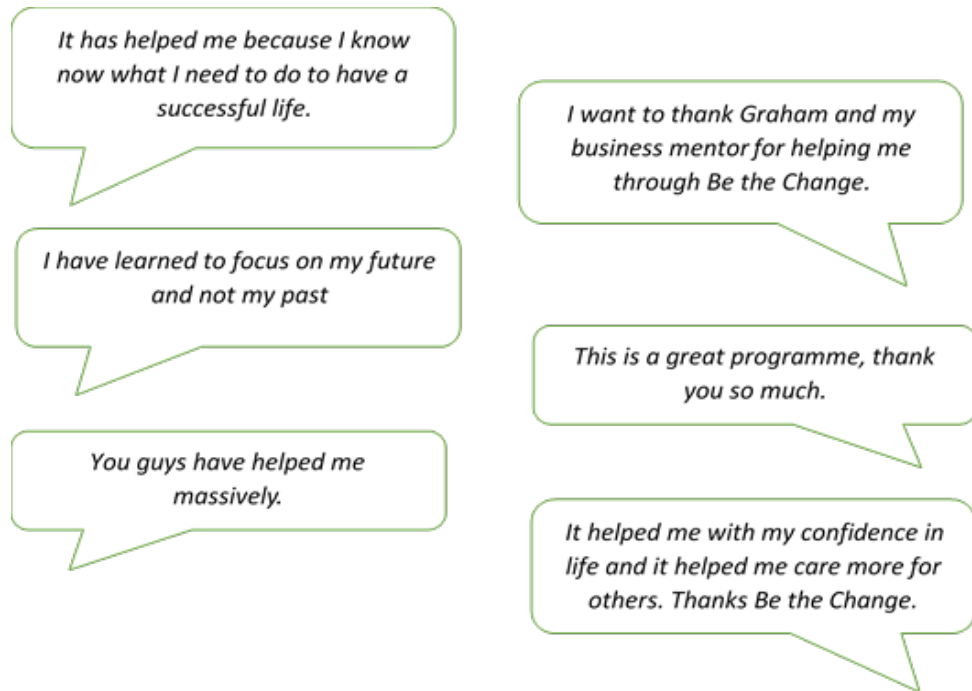 It has helped me because I know
now what I need to do to have a
successful life.
I have learned to focus on my future
and not my past
You guys have helped me
massively.
I want to thank Graham and my
business mentor for helping me
through Be the Change.
This is a great programme, thank
you so much.
It helped me with my confidence in
life and it helped me care more for
others. Thanks Be the Change.